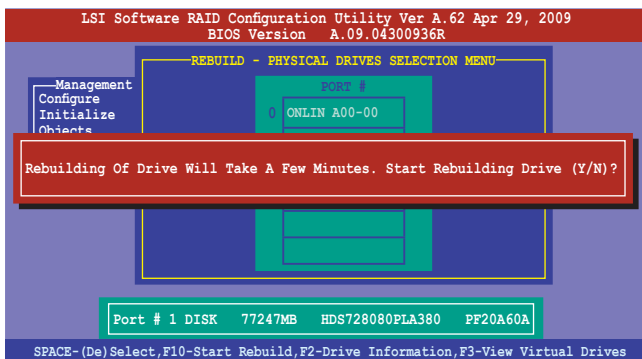 LSI Software RAID Configuration Utility Ver A.62 Apr 29, 2009
BIOS Version A.09.04300936R
REBUILD - PHYSICAL DRIVES SELECTION MENU
Management
Configure
Initialize
Objects
PORT #
0 ONLIN A00-00
Rebuilding Of Drive Will Take A Few Minutes. Start Rebuilding Drive (Y/N)?
Port # 1 DISK 77247MB HDS728080PLA380 PF20A60A
SPACE-(De)Select,F10-Start Rebuild,F2-Drive Information,F3-View Virtual Drives